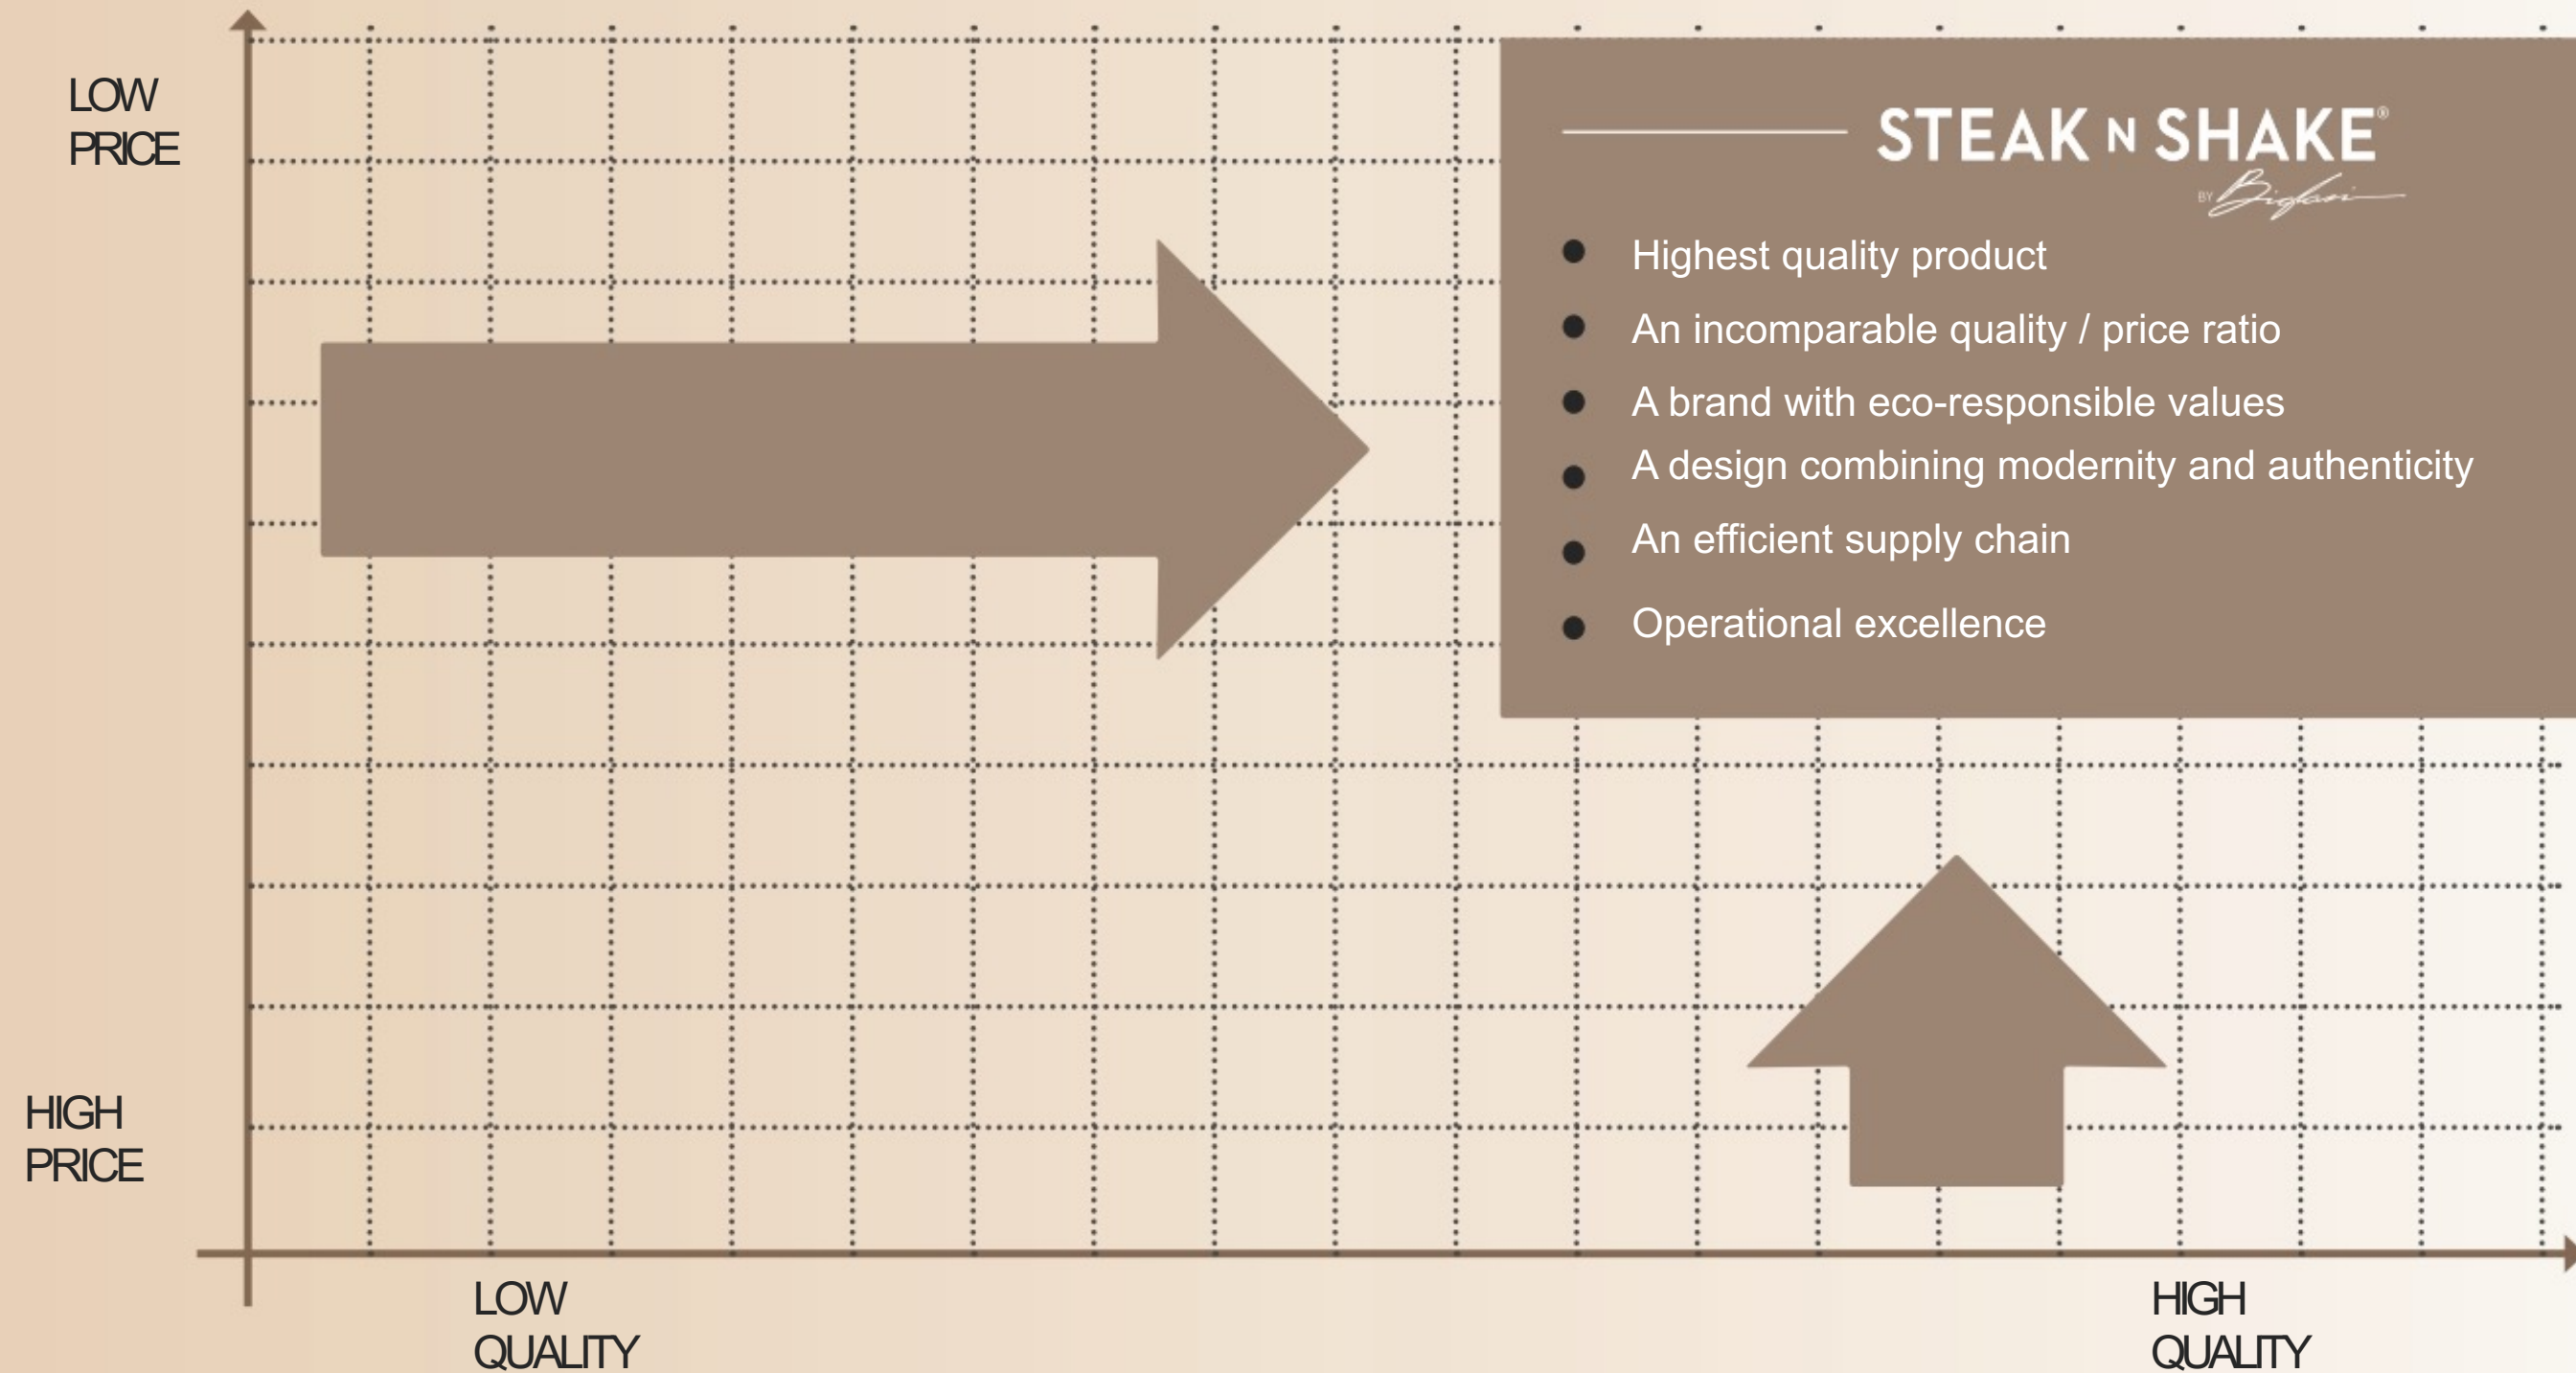 LOW
PRICE
STEAK N SHAKE®
BY Biglari
Highest quality product
An incomparable quality / price ratio
A brand with eco-responsible values
A design combining modernity and authenticity
An efficient supply chain
Operational excellence
HIGH
PRICE
LOW
QUALITY
HIGH
QUALITY